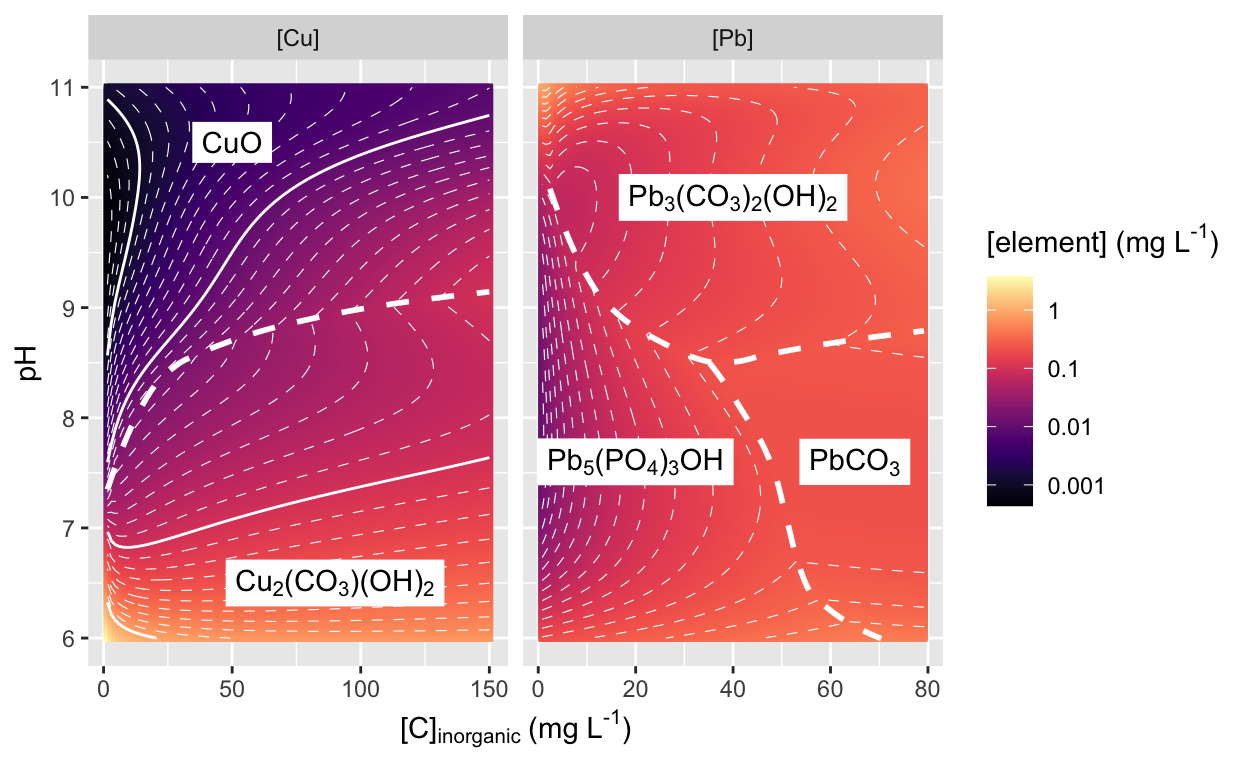 [Cu]
[Pb]
[element] (mg L⁻¹)
1
0.1
0.01
0.001
pH
11
10
9
8
7
6
CuO
Cu₂(CO₃)(OH)₂
Pb₃(CO₃)₂(OH)₂
Pb₅(PO₄)₃OH
PbCO₃
0 50 100 150
0 20 40 60 80
[C]inorganic (mg L⁻¹)